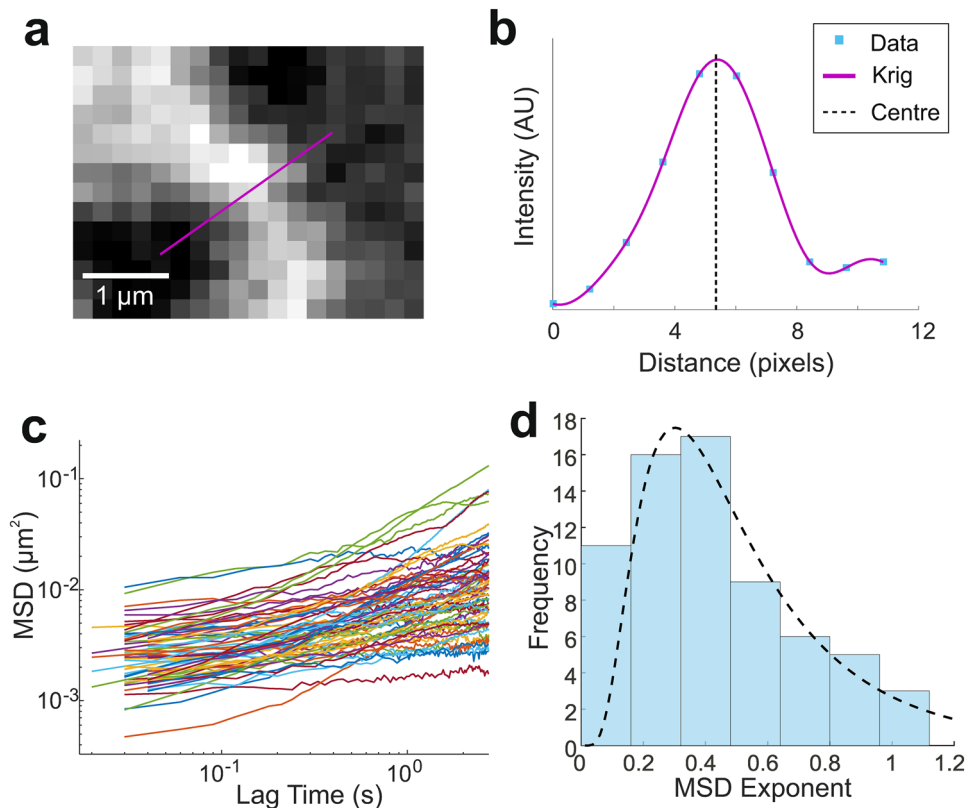 a
1 µm
b
Intensity (AU)
Data
Krig
Centre
0 4 8 12
Distance (pixels)
c
MSD (µm²)
10⁻¹
10⁻²
10⁻³
10⁻¹ 10⁰
Lag Time (s)
d
Frequency
18
16
14
12
10
8
6
4
2
0
0 0.2 0.4 0.6 0.8 1 1.2
MSD Exponent